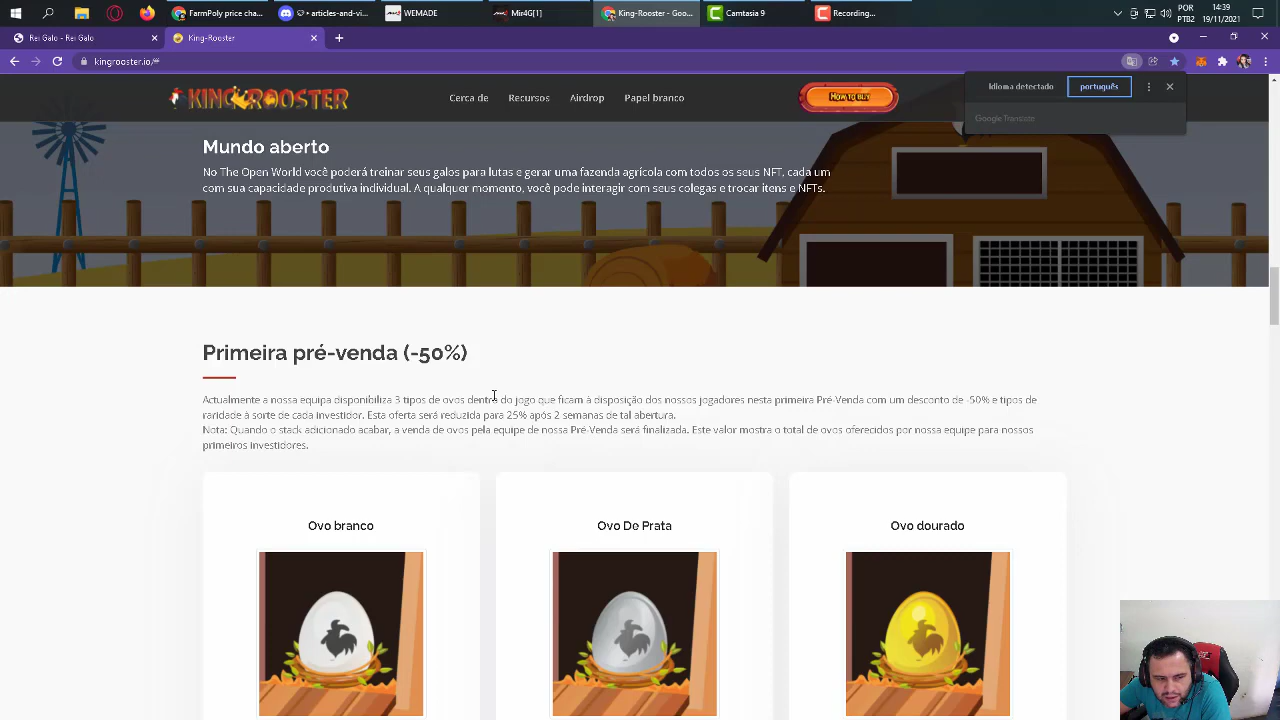 FarmPoly price cha...
• articles-and-vi...
WEMADE
Mir4G[1]
King-Rooster - Goo...
Camtasia 9
Recording...
POR
PTB2
14:39
19/11/2021
Rei Galo - Rei Galo
King-Rooster
kingrooster.io/#
KING ROOSTER
Cerca de
Recursos
Airdrop
Papel branco
HOW TO BUY
Idioma detectado
português
Google Translate
Mundo aberto
No The Open World você poderá treinar seus galos para lutas e gerar uma fazenda agrícola com todos os seus NFT, cada um
com sua capacidade produtiva individual. A qualquer momento, você pode interagir com seus colegas e trocar itens e NFTs.
Primeira pré-venda (-50%)
Actualmente a nossa equipa disponibiliza 3 tipos de ovos dentro do jogo que ficam à disposição dos nossos jogadores nesta primeira Pré-Venda com um desconto de -50% e tipos de
raridade à sorte de cada investidor. Esta oferta será reduzida para 25% após 2 semanas de tal abertura.
Nota: Quando o stack adicionado acabar, a venda de ovos pela equipe de nossa Pré-Venda será finalizada. Este valor mostra o total de ovos oferecidos por nossa equipe para nossos
primeiros investidores.
Ovo branco
Ovo De Prata
Ovo dourado